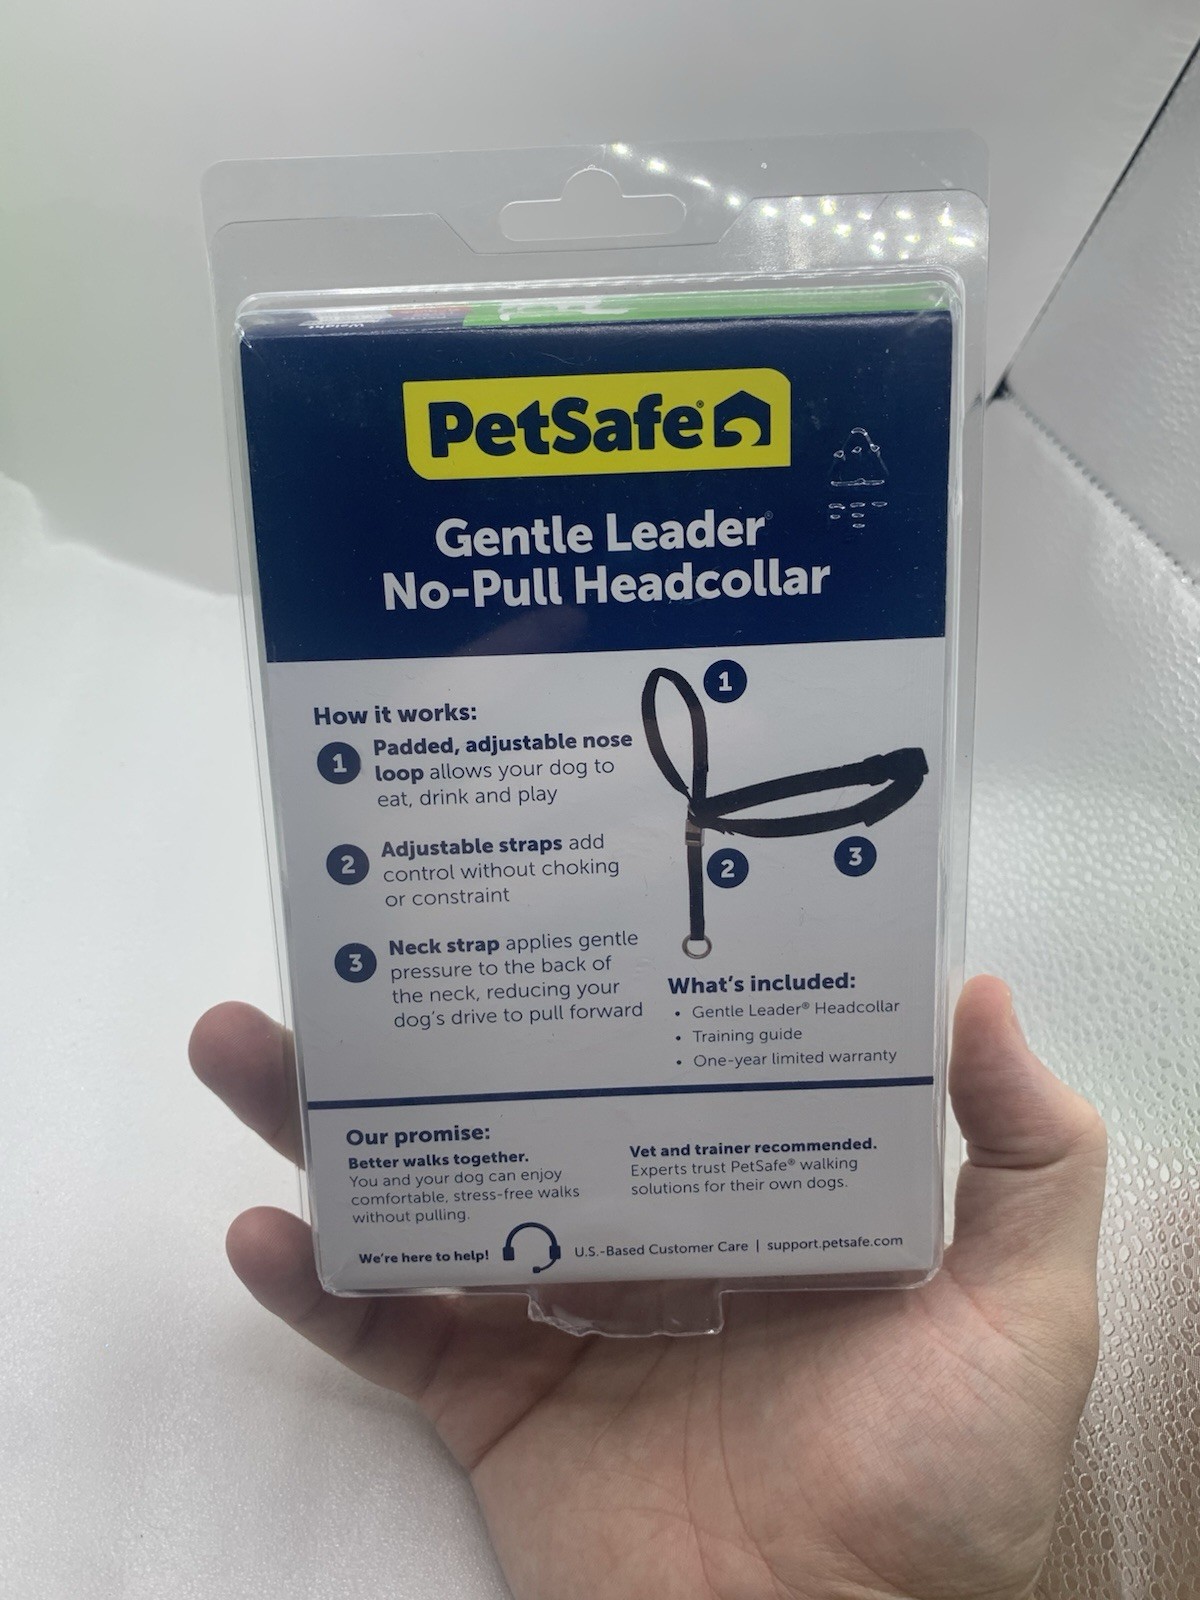 Weight
PetSafe®
Gentle Leader®
No-Pull Headcollar
How it works:
1 Padded, adjustable nose
loop allows your dog to
eat, drink and play
2 Adjustable straps add
control without choking
or constraint
3 Neck strap applies gentle
pressure to the back of
the neck, reducing your
dog's drive to pull forward
1
2
3
What's included:
• Gentle Leader® Headcollar
• Training guide
• One-year limited warranty
Our promise:
Better walks together.
You and your dog can enjoy
comfortable, stress-free walks
without pulling.
Vet and trainer recommended.
Experts trust PetSafe® walking
solutions for their own dogs.
We're here to help!
U.S.-Based Customer Care | support.petsafe.com